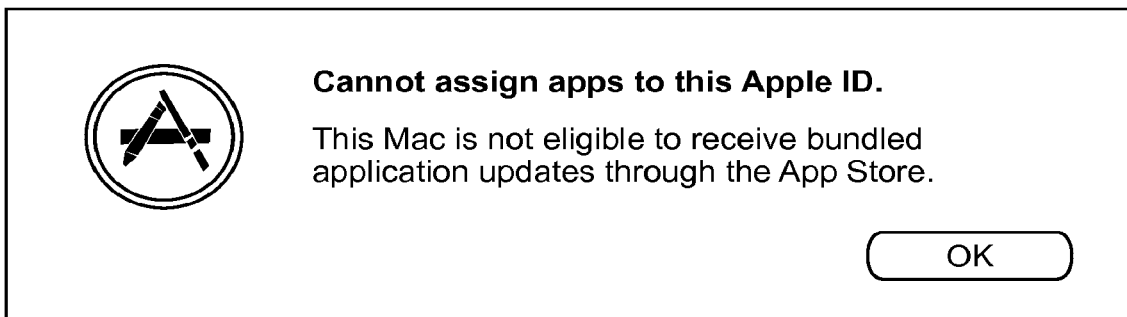 Cannot assign apps to this Apple ID.
This Mac is not eligible to receive bundled
application updates through the App Store.
OK